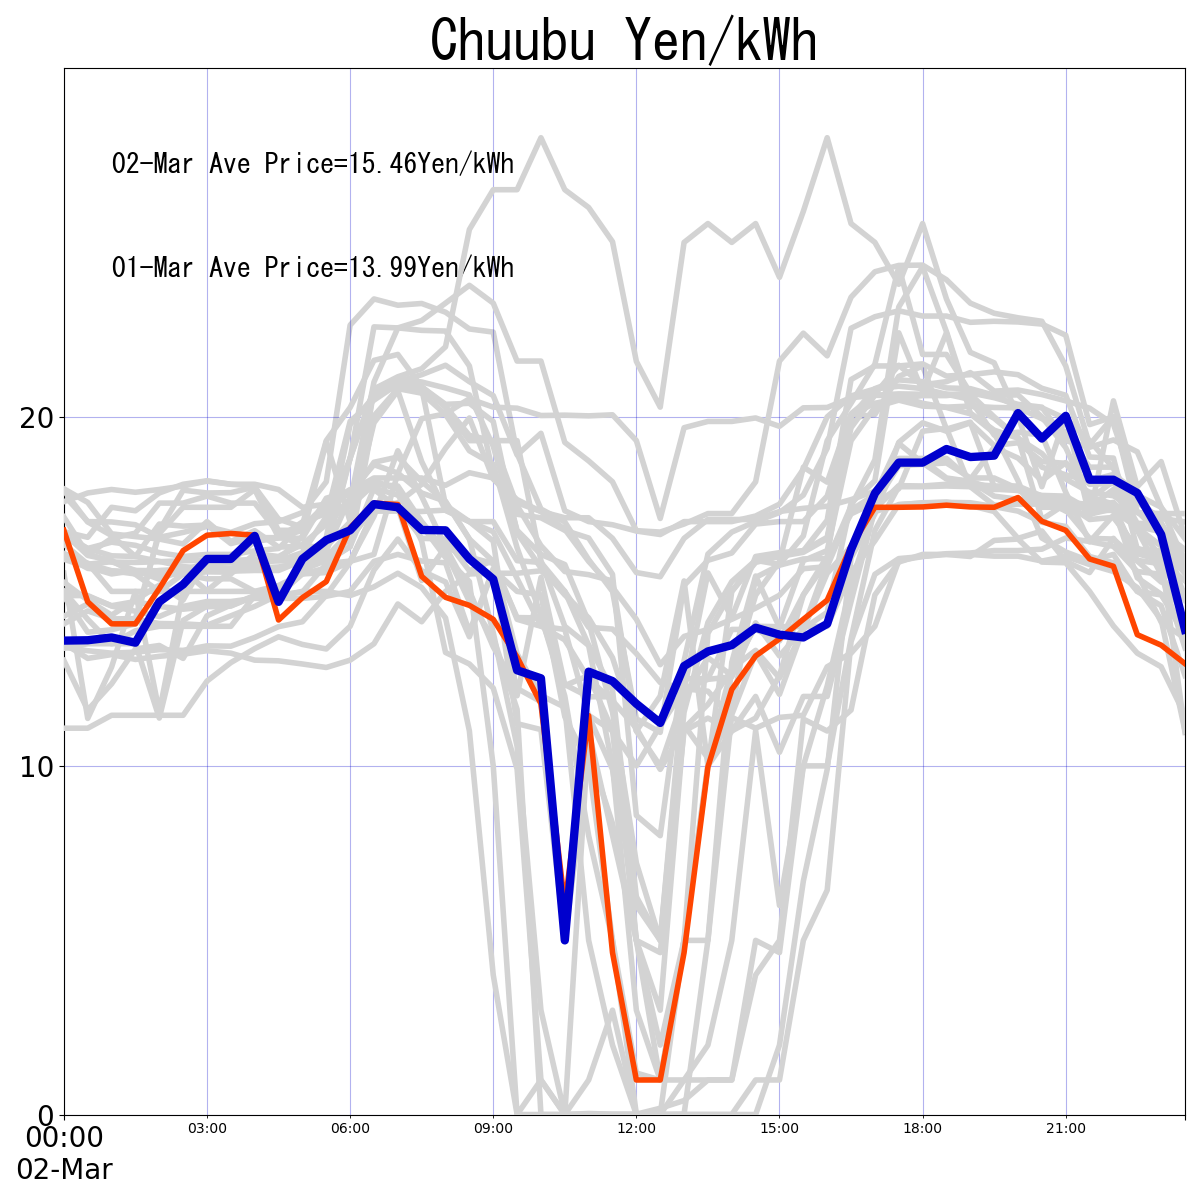 Chuubu Yen/kWh
02-Mar Ave Price=15.46Yen/kWh
01-Mar Ave Price=13.99Yen/kWh
20
10
0
00:00 03:00 06:00 09:00 12:00 15:00 18:00 21:00
02-Mar